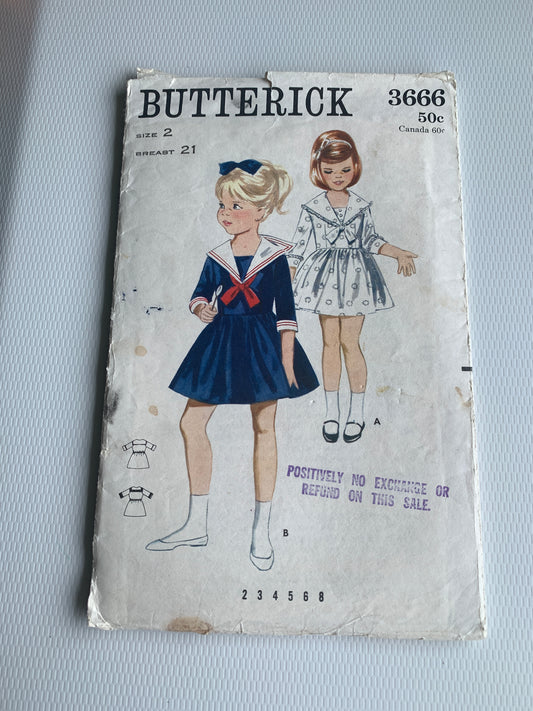 BUTTERICK 3666
50c
Canada 60c
SIZE 2
BREAST 21
A
POSITIVELY NO EXCHANGE OR
REFUND ON THIS SALE.
B
2 3 4 5 6 8